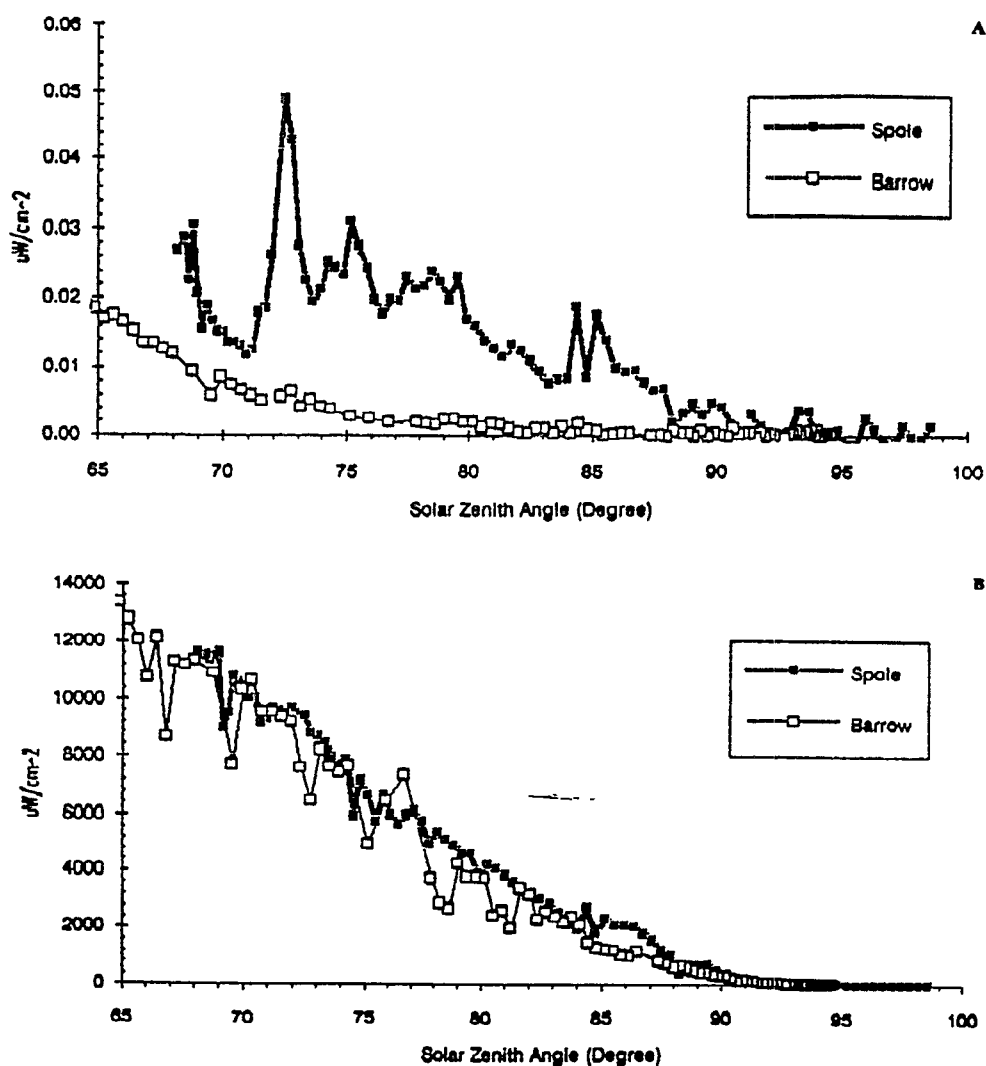 A
0.06
0.05
0.04
0.03
0.02
0.01
0.00
uW/cm-2
65 70 75 80 85 90 95 100
Solar Zenith Angle (Degree)
Spole
Barrow
B
14000
12000
10000
8000
6000
4000
2000
0
uW/cm-2
65 70 75 80 85 90 95 100
Solar Zenith Angle (Degree)
Spole
Barrow